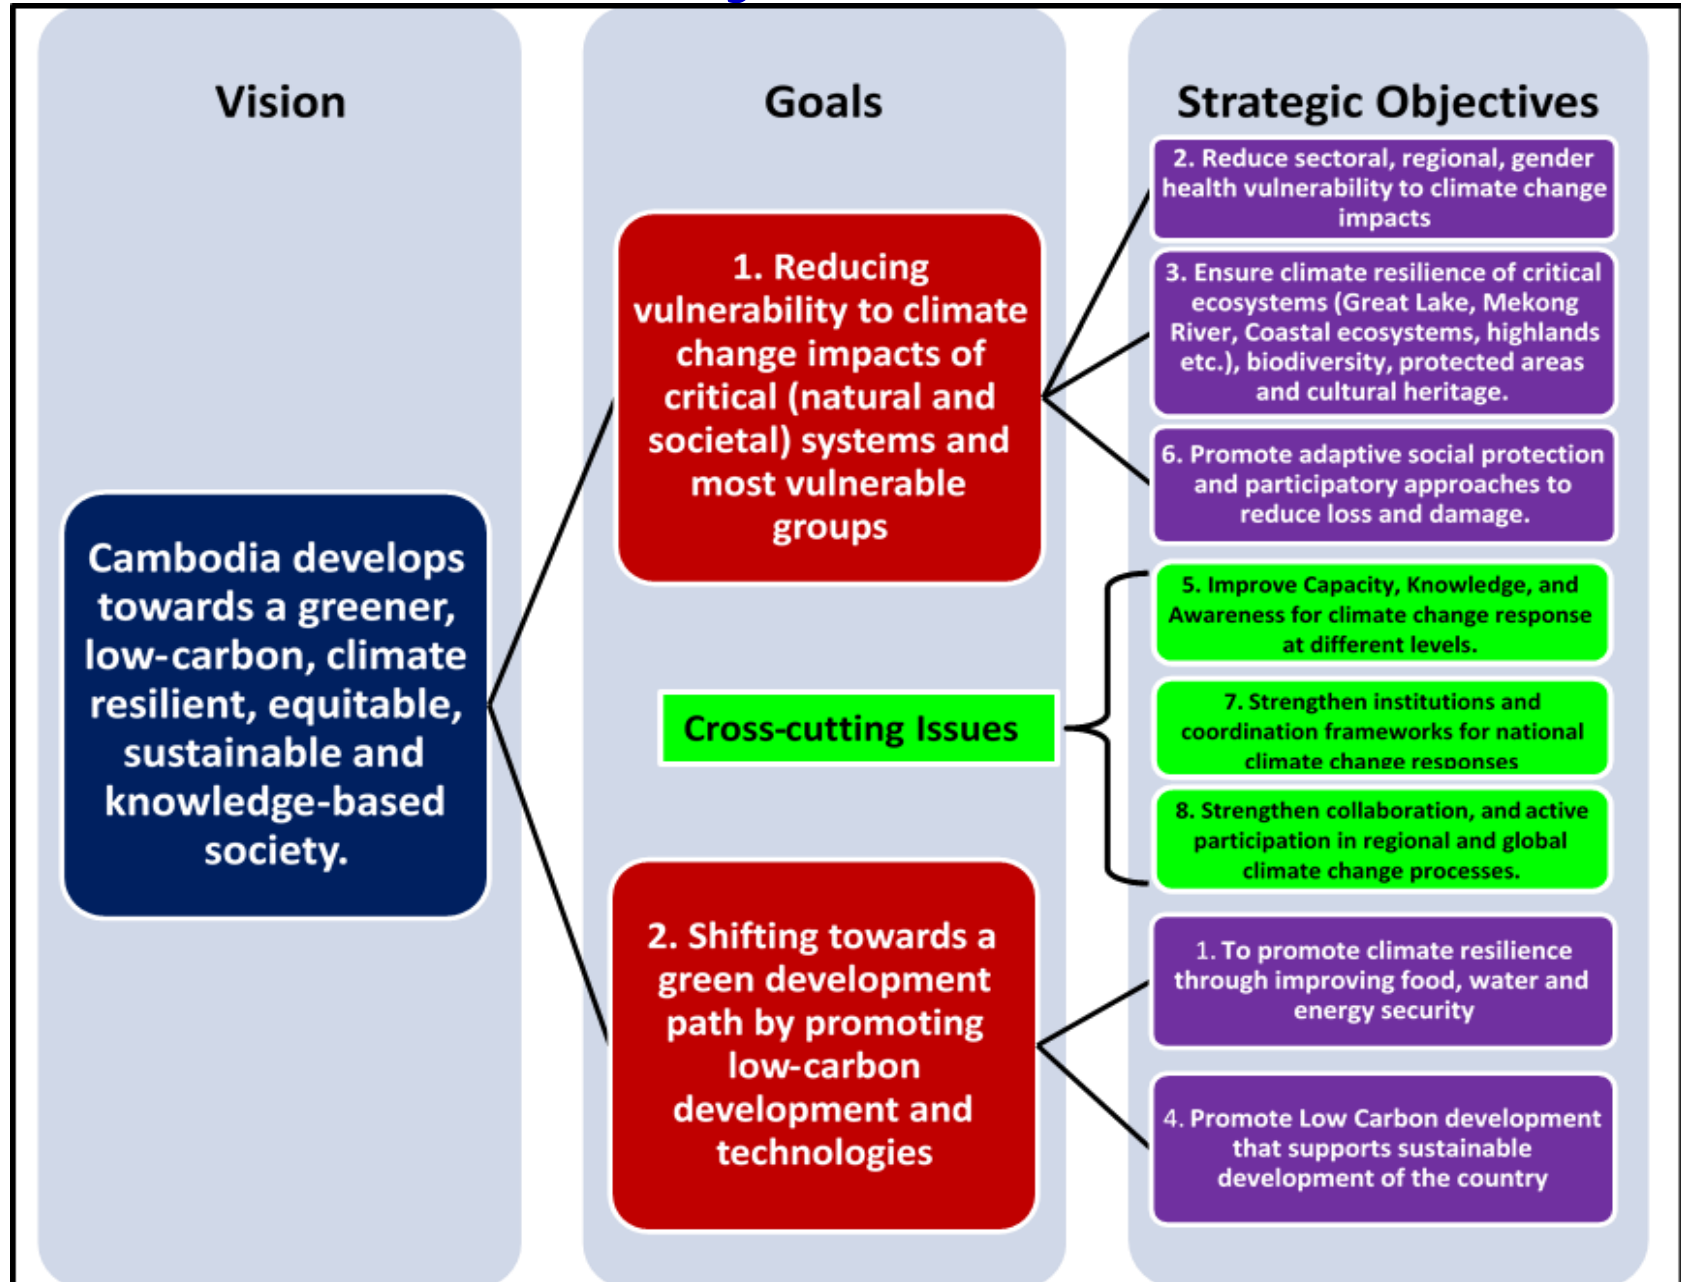 Vision
Cambodia develops
towards a greener,
low-carbon, climate
resilient, equitable,
sustainable and
knowledge-based
society.
Goals
1. Reducing
vulnerability to climate
change impacts of
critical (natural and
societal) systems and
most vulnerable
groups
Cross-cutting Issues
2. Shifting towards a
green development
path by promoting
low-carbon
development and
technologies
Strategic Objectives
2. Reduce sectoral, regional, gender
health vulnerability to climate change
impacts
3. Ensure climate resilience of critical
ecosystems (Great Lake, Mekong
River, Coastal ecosystems, highlands
etc.), biodiversity, protected areas
and cultural heritage.
6. Promote adaptive social protection
and participatory approaches to
reduce loss and damage.
5. Improve Capacity, Knowledge, and
Awareness for climate change response
at different levels.
7. Strengthen institutions and
coordination frameworks for national
climate change responses
8. Strengthen collaboration, and active
participation in regional and global
climate change processes.
1. To promote climate resilience
through improving food, water and
energy security
4. Promote Low Carbon development
that supports sustainable
development of the country